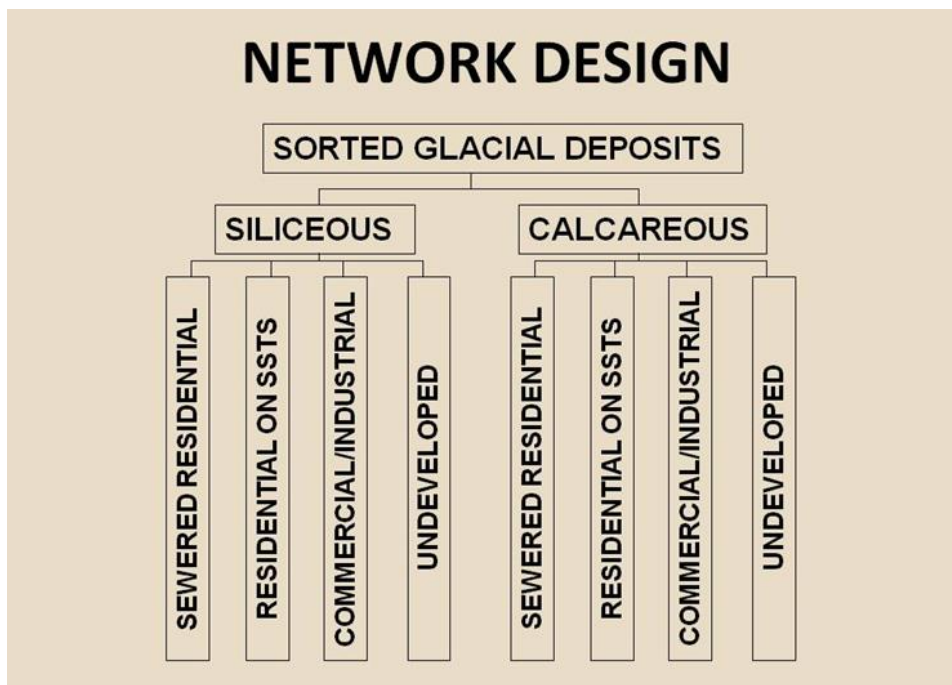 NETWORK DESIGN
SORTED GLACIAL DEPOSITS
SILICEOUS
CALCAREOUS
SEWERED RESIDENTIAL
RESIDENTIAL ON SSTS
COMMERCIAL/INDUSTRIAL
UNDEVELOPED
SEWERED RESIDENTIAL
RESIDENTIAL ON SSTS
COMMERCIAL/INDUSTRIAL
UNDEVELOPED